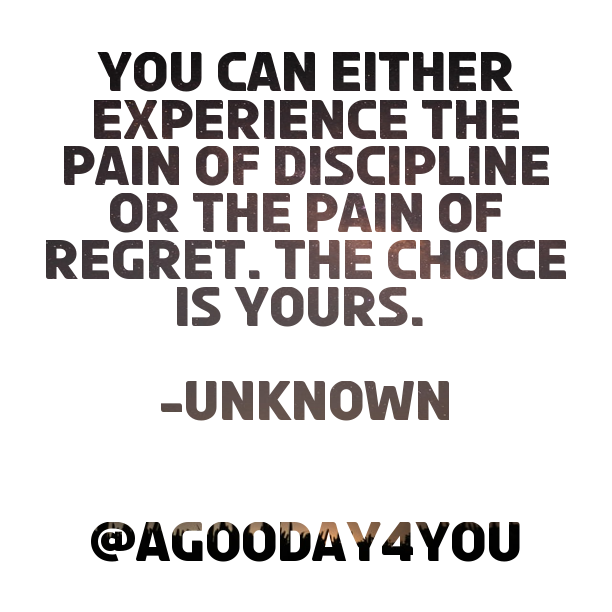 YOU CAN EITHER
EXPERIENCE THE
PAIN OF DISCIPLINE
OR THE PAIN OF
REGRET. THE CHOICE
IS YOURS.
-UNKNOWN
@AGOODAY4YOU